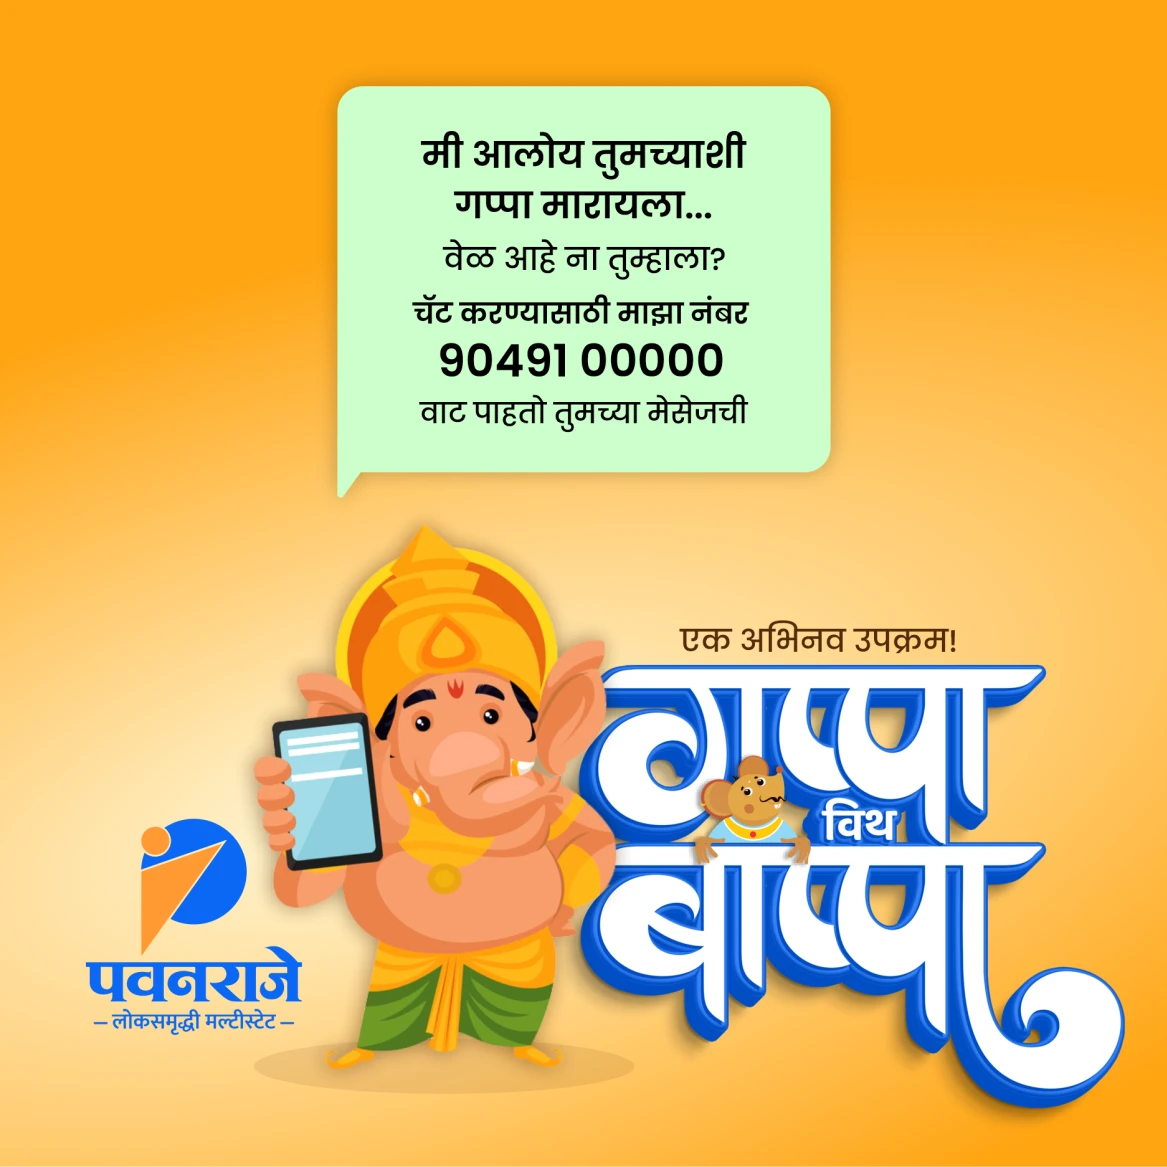 मी आलोय तुमच्याशी
गप्पा मारायला...
वेळ आहे ना तुम्हाला?
चॅट करण्यासाठी माझा नंबर
90491 00000
वाट पाहतो तुमच्या मेसेजची
एक अभिनव उपक्रम!
गप्पा
विथ
बाप्पा
पवनराजे
– लोकसमृद्धी मल्टीस्टेट –